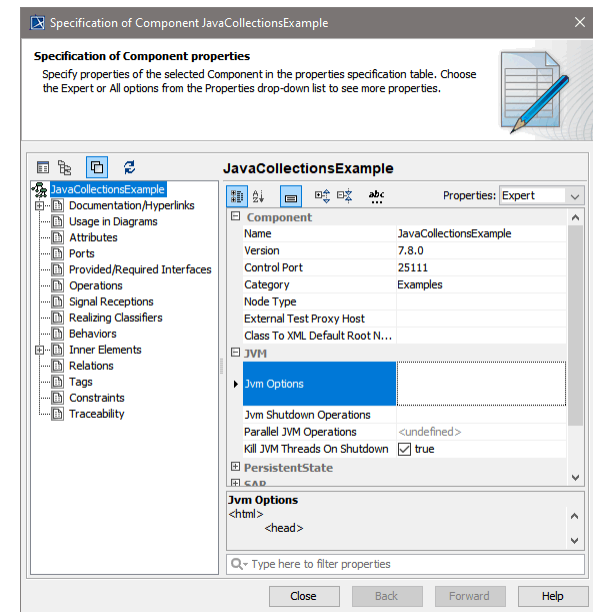 Specification of Component JavaCollectionsExample
Specification of Component properties
Specify properties of the selected Component in the properties specification table. Choose
the Expert or All options from the Properties drop-down list to see more properties.
JavaCollectionsExample
JavaCollectionsExample
Documentation/Hyperlinks
Usage in Diagrams
Attributes
Ports
Provided/Required Interfaces
Operations
Signal Receptions
Realizing Classifiers
Behaviors
Inner Elements
Relations
Tags
Constraints
Traceability
abc
Properties: Expert
Component
Name JavaCollectionsExample
Version 7.8.0
Control Port 25111
Category Examples
Node Type
External Test Proxy Host
Class To XML Default Root N...
JVM
Jvm Options
Jvm Shutdown Operations
Parallel JVM Operations <undefined>
Kill JVM Threads On Shutdown true
PersistentState
SAP
Jvm Options
<html>
<head>
Type here to filter properties
Close Back Forward Help